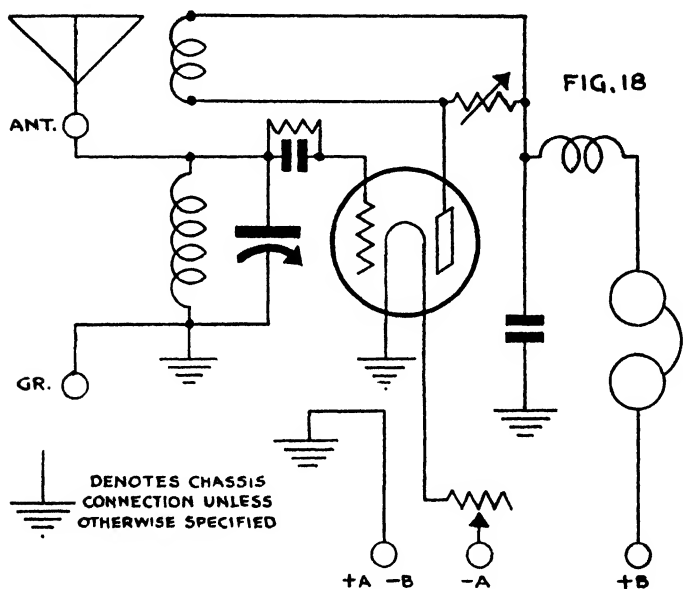 FIG. 18
ANT.
GR.
DENOTES CHASSIS
CONNECTION UNLESS
OTHERWISE SPECIFIED
+A -B
-A
+B